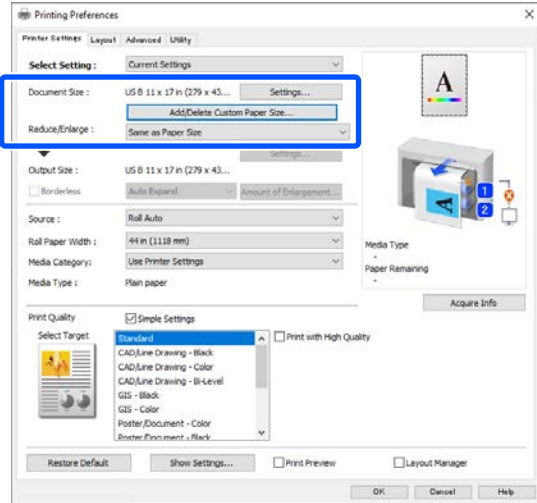 Printing Preferences
Printer Settings Layout Advanced Utility
Select Setting : Current Settings
Document Size : US B 11 x 17 in (279 x 43... Settings...
Add/Delete Custom Paper Size...
Reduce/Enlarge : Same as Paper Size
Settings...
Output Size : US B 11 x 17 in (279 x 43...
Borderless Auto Expand Amount of Enlargement...
Source : Roll Auto
Roll Paper Width : 44 in (1118 mm)
Media Category: Use Printer Settings
Media Type : Plain paper
A
A
1
2
Media Type
-
Paper Remaining
-
Acquire Info
Print Quality Simple Settings
Select Target
Standard
CAD/Line Drawing - Black
CAD/Line Drawing - Color
CAD/Line Drawing - Bi-Level
GIS - Black
GIS - Color
Poster/Document - Color
Poster/Document - Black
Print with High Quality
Restore Default Show Settings... Print Preview Layout Manager
OK Cancel Help